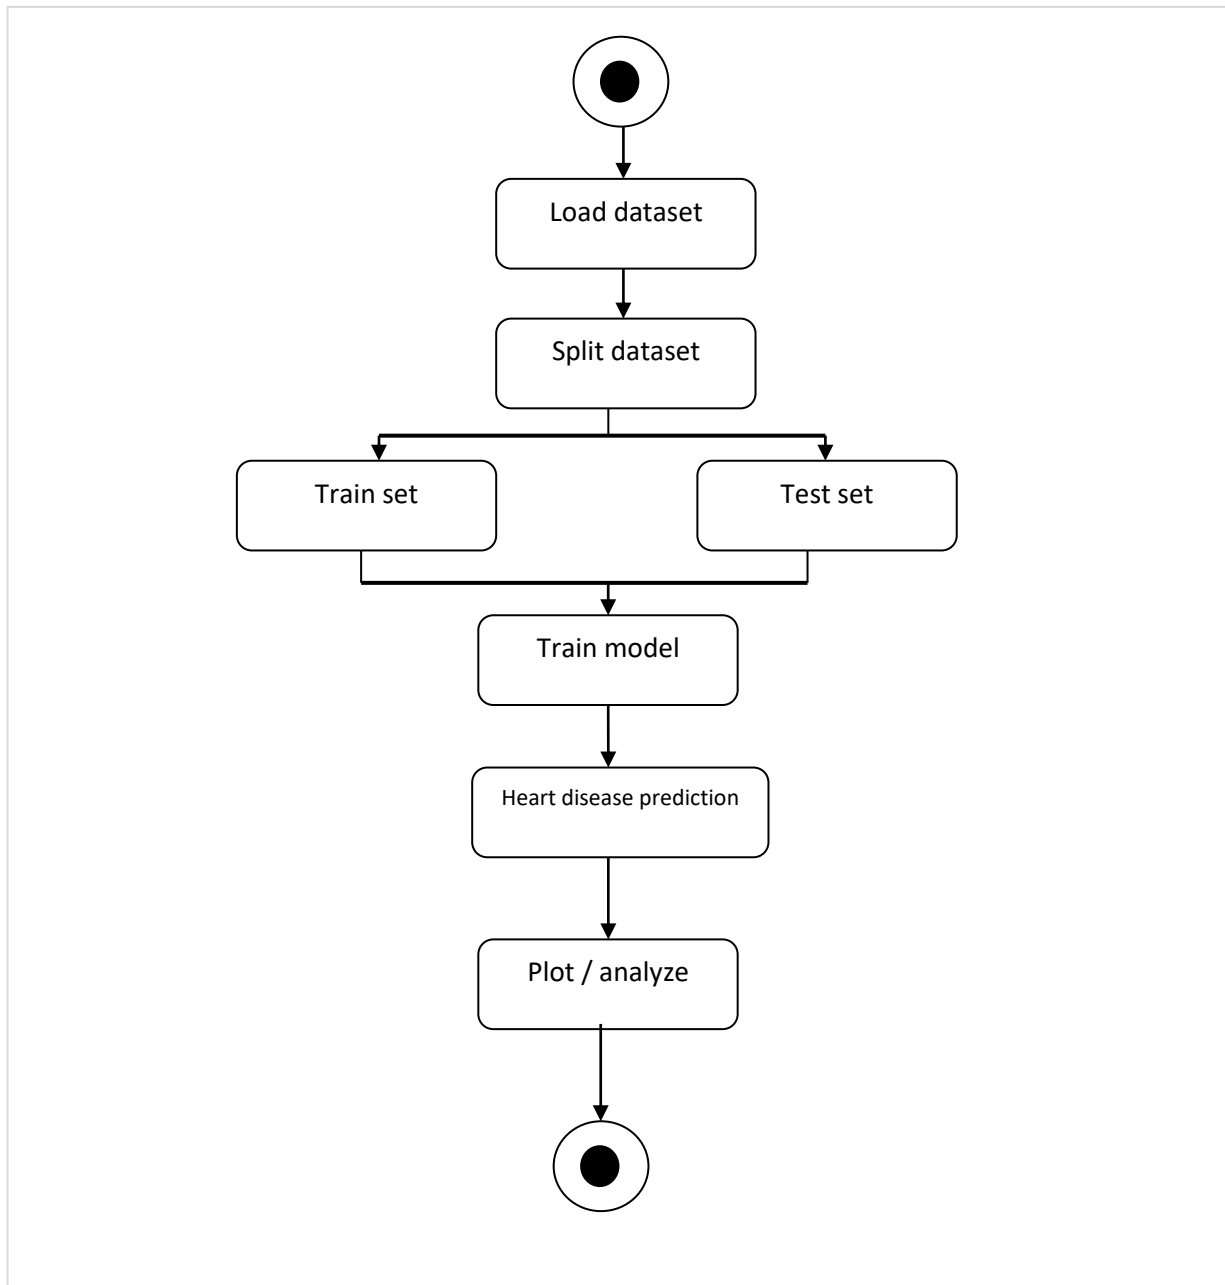 Load dataset
Split dataset
Train set
Test set
Train model
Heart disease prediction
Plot / analyze